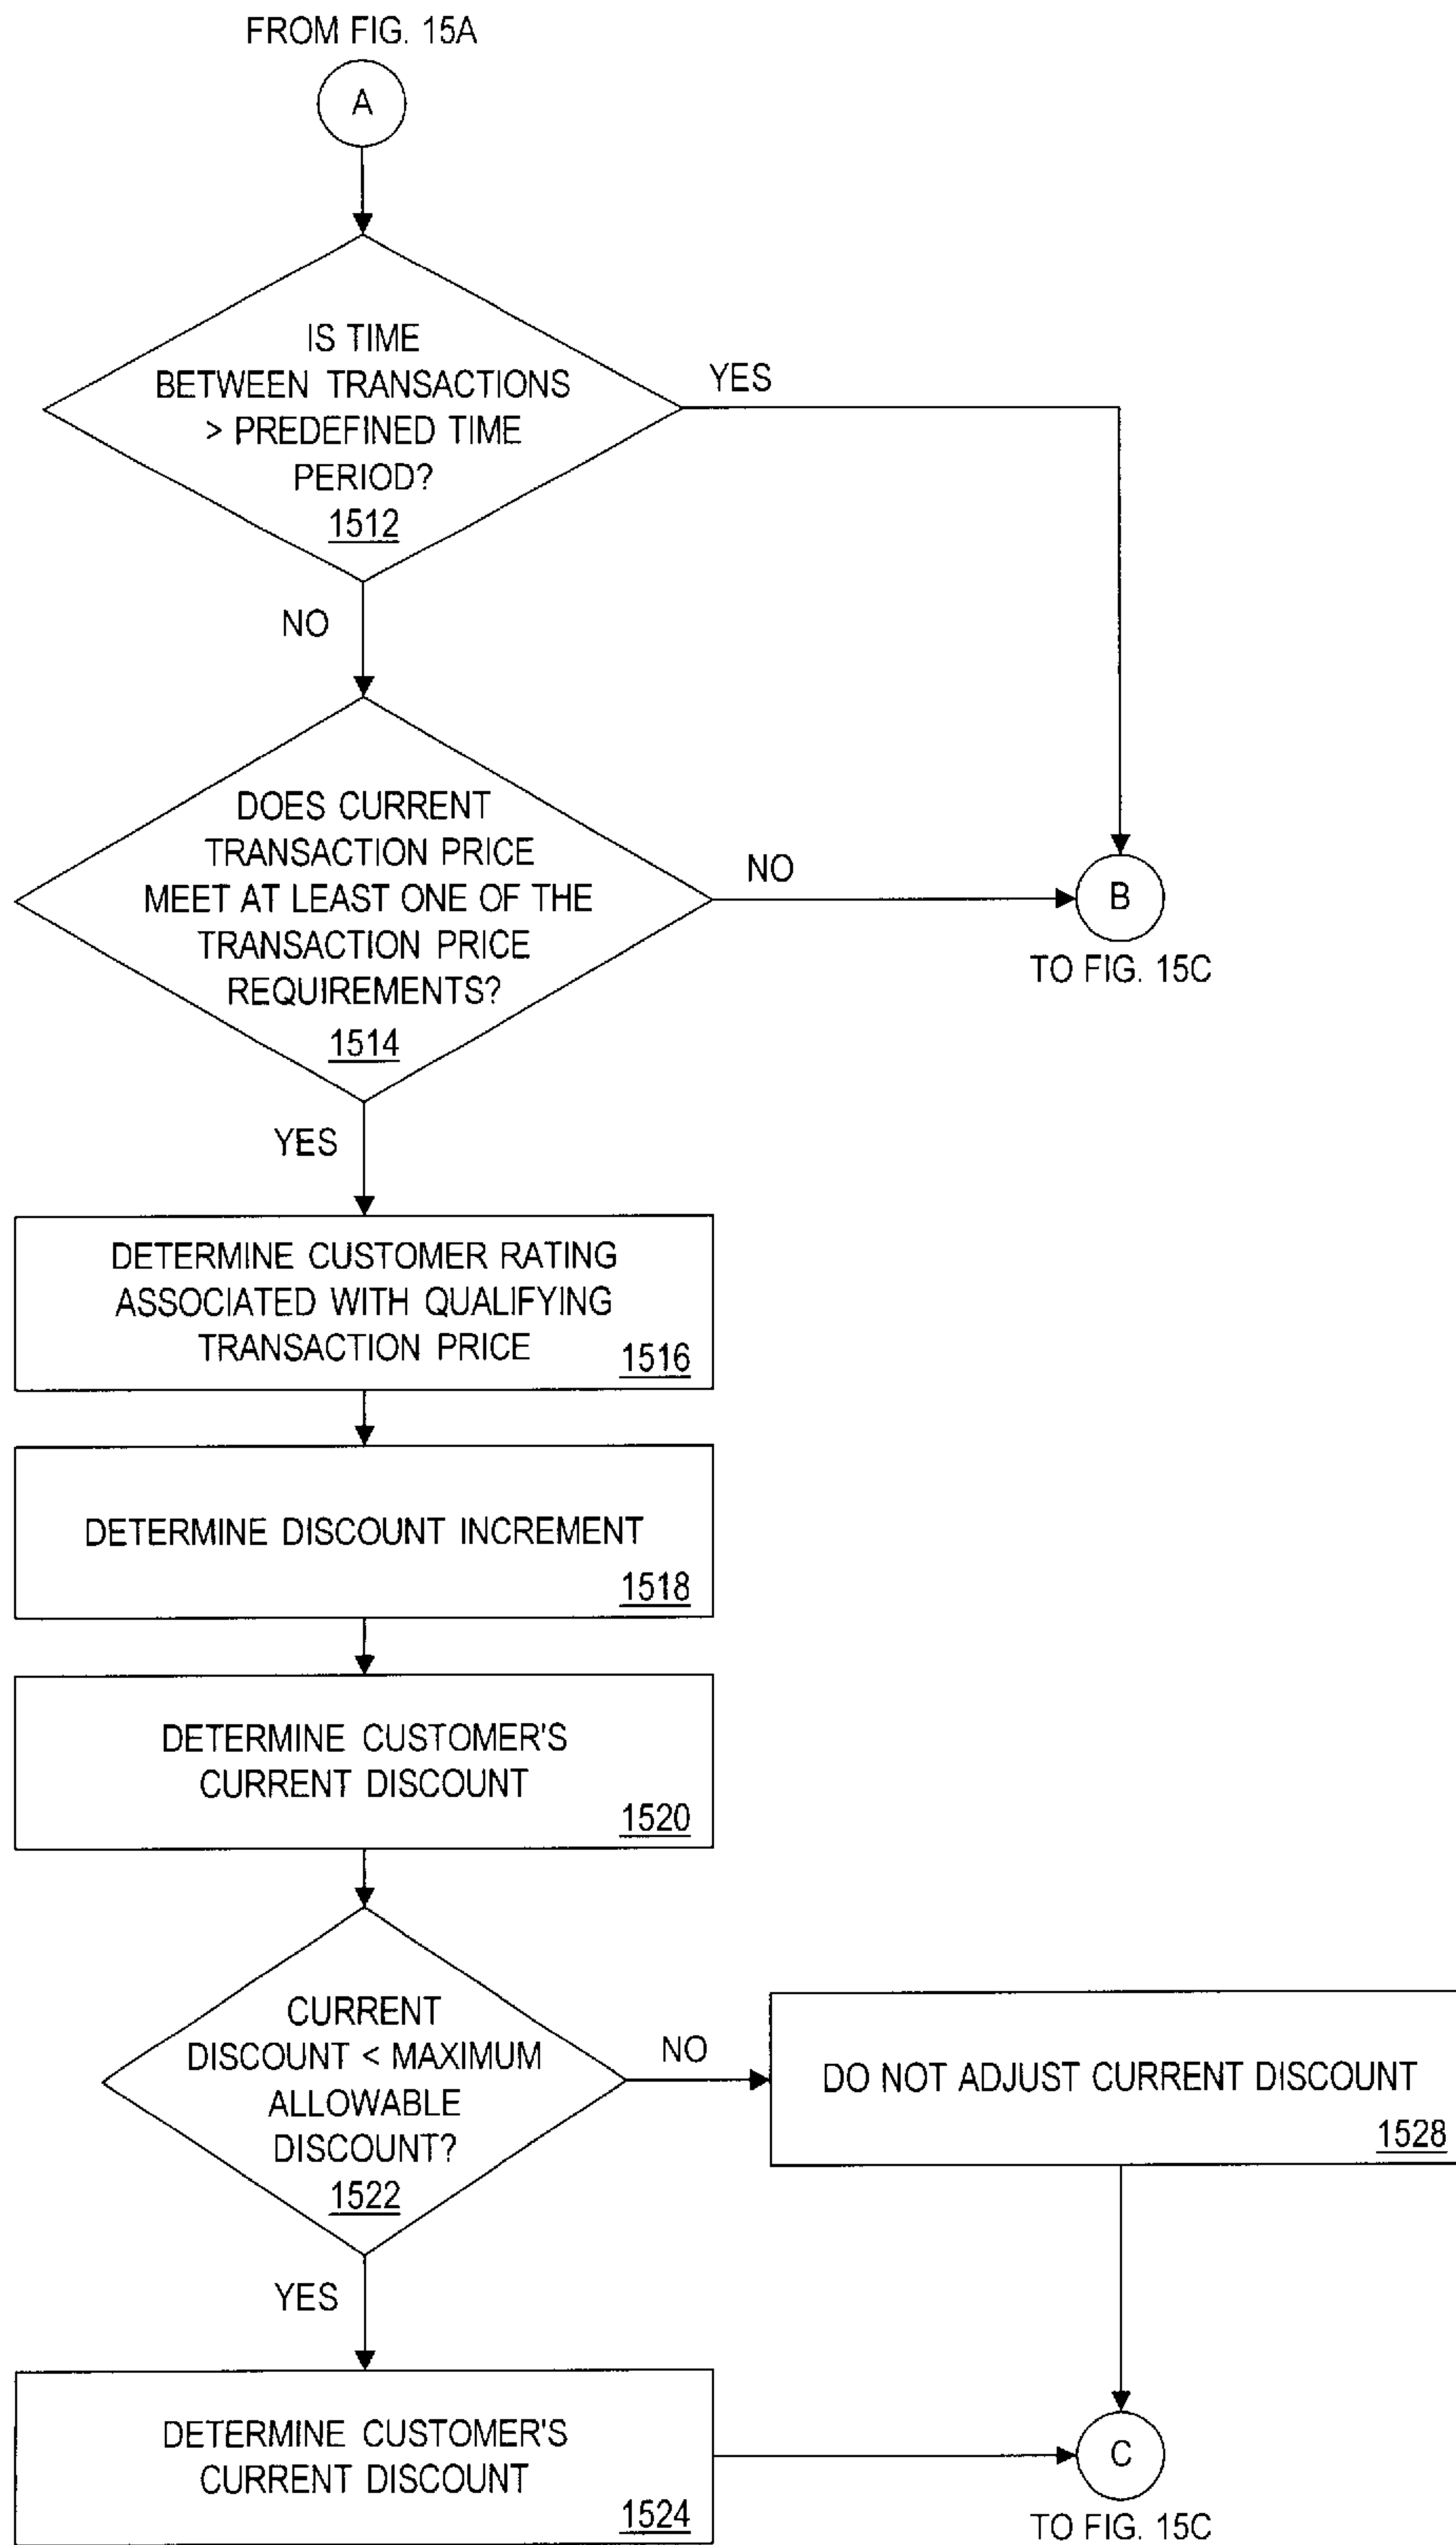 FROM FIG. 15A
A
IS TIME
BETWEEN TRANSACTIONS
> PREDEFINED TIME
PERIOD?
1512
YES
NO
DOES CURRENT
TRANSACTION PRICE
MEET AT LEAST ONE OF THE
TRANSACTION PRICE
REQUIREMENTS?
1514
NO
B
TO FIG. 15C
YES
DETERMINE CUSTOMER RATING
ASSOCIATED WITH QUALIFYING
TRANSACTION PRICE
1516
DETERMINE DISCOUNT INCREMENT
1518
DETERMINE CUSTOMER'S
CURRENT DISCOUNT
1520
CURRENT
DISCOUNT < MAXIMUM
ALLOWABLE
DISCOUNT?
1522
NO
DO NOT ADJUST CURRENT DISCOUNT
1528
YES
DETERMINE CUSTOMER'S
CURRENT DISCOUNT
1524
C
TO FIG. 15C